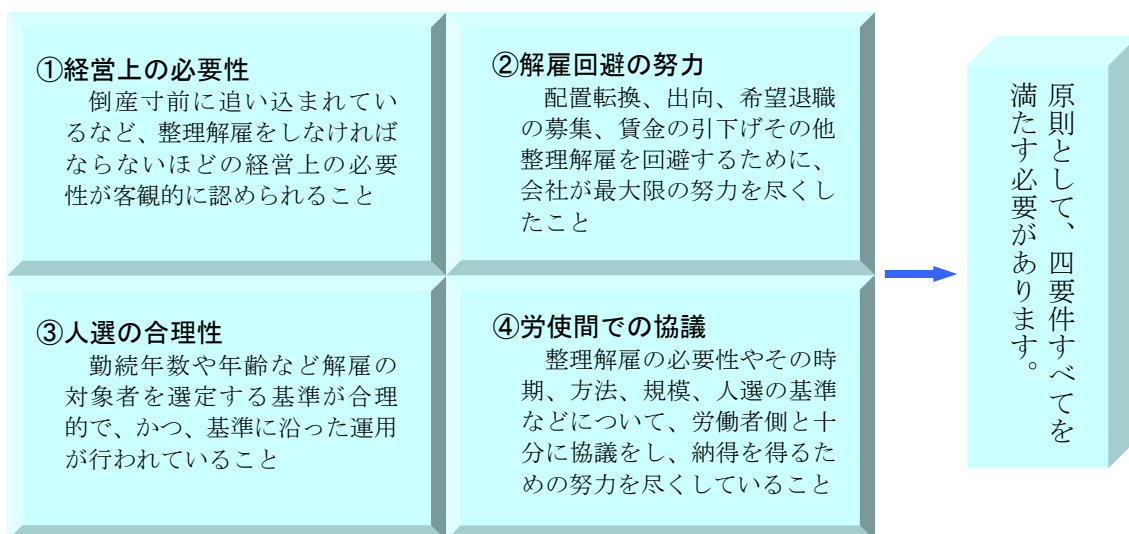 ①経営上の必要性
倒産寸前に追い込まれてい
るなど、整理解雇をしなければ
ならないほどの経営上の必要
性が客観的に認められること
②解雇回避の努力
配置転換、出向、希望退職
の募集、賃金の引下げその他
整理解雇を回避するために、
会社が最大限の努力を尽くし
たこと
③人選の合理性
勤続年数や年齢など解雇の
対象者を選定する基準が合理
的で、かつ、基準に沿った運用
が行われていること
④労使間での協議
整理解雇の必要性やその時
期、方法、規模、人選の基準
などについて、労働者側と十
分に協議をし、納得を得るた
めの努力を尽くしていること
原則として、四要件すべてを
満たす必要があります。